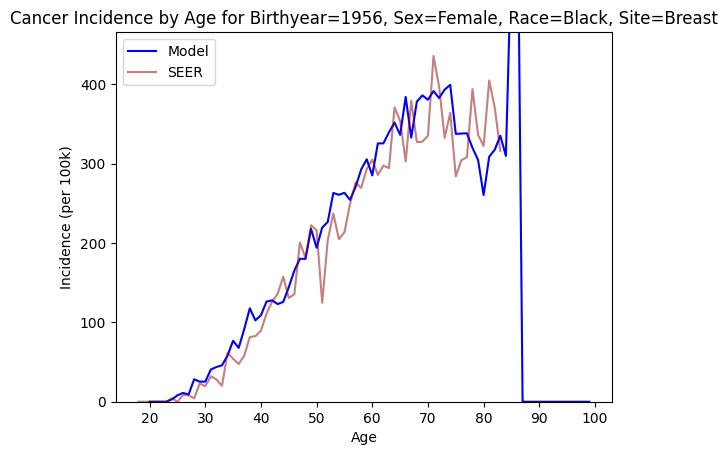 Cancer Incidence by Age for Birthyear=1956, Sex=Female, Race=Black, Site=Breast
Model
SEER
400
300
200
100
0
Incidence (per 100k)
20 30 40 50 60 70 80 90 100
Age